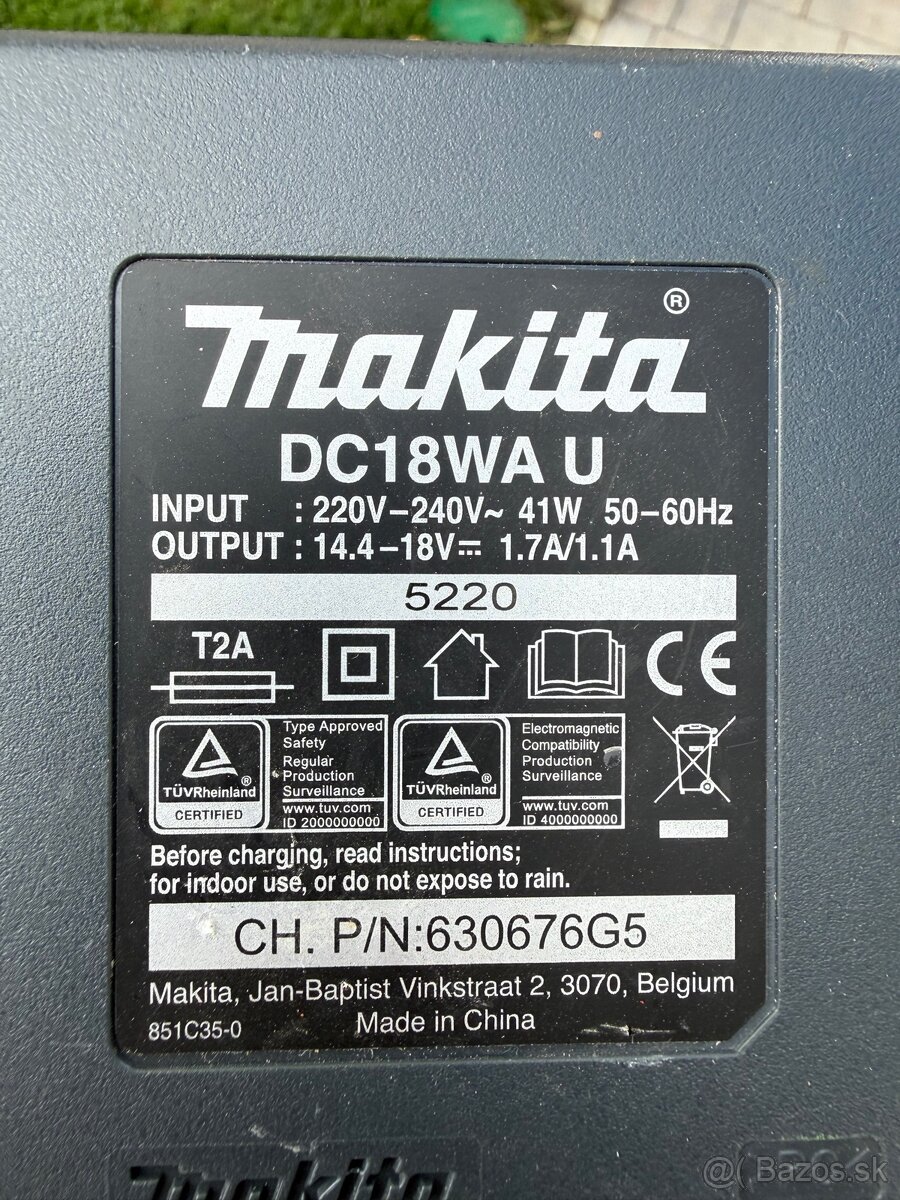 makita®
DC18WA U
INPUT : 220V–240V~ 41W 50–60Hz
OUTPUT : 14.4–18V⎓ 1.7A/1.1A
5220
T2A
CE
TÜVRheinland®
CERTIFIED
Type Approved
Safety
Regular
Production
Surveillance
www.tuv.com
ID 2000000000
TÜVRheinland®
CERTIFIED
Electromagnetic
Compatibility
Production
Surveillance
www.tuv.com
ID 4000000000
Before charging, read instructions;
for indoor use, or do not expose to rain.
CH. P/N:630676G5
Makita, Jan-Baptist Vinkstraat 2, 3070, Belgium
851C35-0 Made in China
makita
@ Bazos.sk